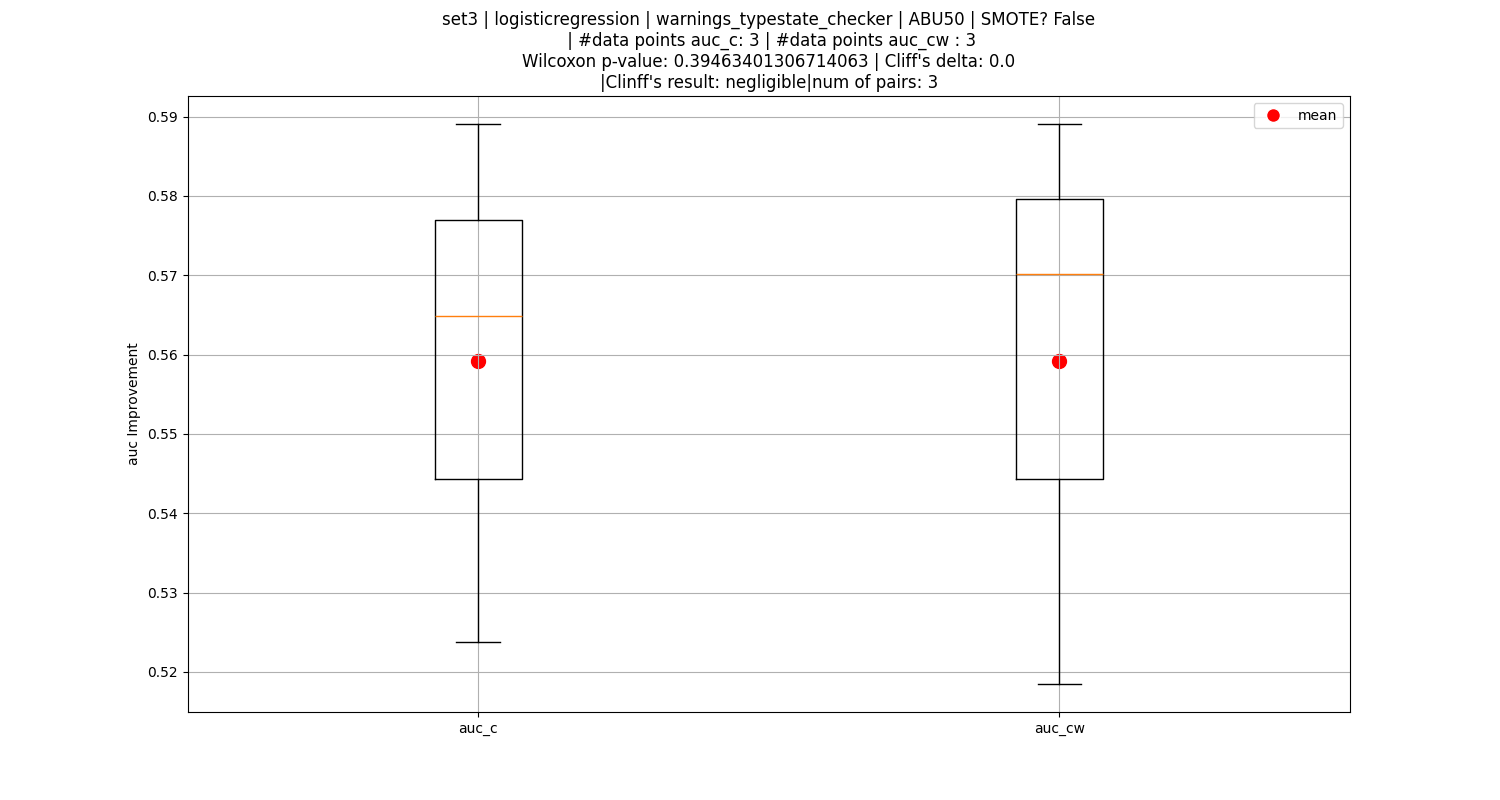 set3 | logisticregression | warnings_typestate_checker | ABU50 | SMOTE? False
| #data points auc_c: 3 | #data points auc_cw : 3
Wilcoxon p-value: 0.39463401306714063 | Cliff's delta: 0.0
|Clinff's result: negligible|num of pairs: 3
mean
0.59
0.58
0.57
0.56
0.55
0.54
0.53
0.52
auc Improvement
auc_c
auc_cw